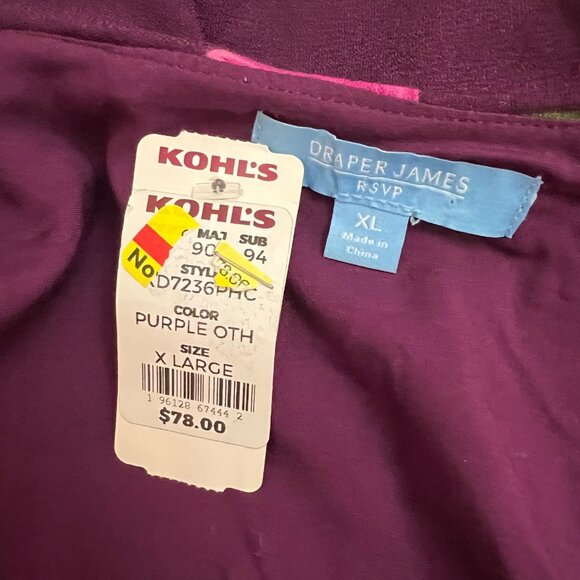 KOHL'S
KOHL'S
MAJ SUB
90 94
D7236PHC
COLOR
PURPLE OTH
SIZE
X LARGE
1 96128 67444 2
$78.00
No
DRAPER JAMES
RSVP
XL
Made in
China